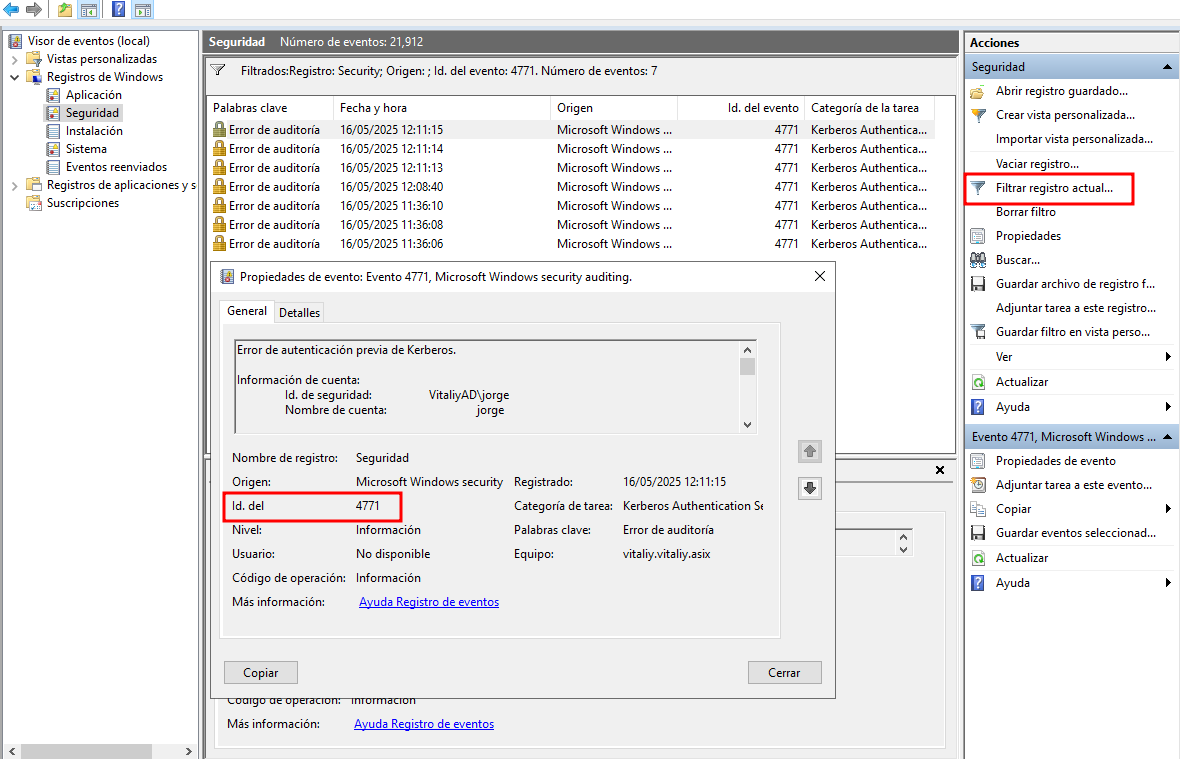 Visor de eventos (local)
Vistas personalizadas
Registros de Windows
Aplicación
Seguridad
Instalación
Sistema
Eventos reenviados
Registros de aplicaciones y s
Suscripciones
Seguridad Número de eventos: 21,912
Filtrados:Registro: Security; Origen: ; Id. del evento: 4771. Número de eventos: 7
Palabras clave Fecha y hora Origen Id. del evento Categoría de la tarea
Error de auditoría 16/05/2025 12:11:15 Microsoft Windows ... 4771 Kerberos Authentica...
Error de auditoría 16/05/2025 12:11:14 Microsoft Windows ... 4771 Kerberos Authentica...
Error de auditoría 16/05/2025 12:11:13 Microsoft Windows ... 4771 Kerberos Authentica...
Error de auditoría 16/05/2025 12:08:40 Microsoft Windows ... 4771 Kerberos Authentica...
Error de auditoría 16/05/2025 11:36:10 Microsoft Windows ... 4771 Kerberos Authentica...
Error de auditoría 16/05/2025 11:36:08 Microsoft Windows ... 4771 Kerberos Authentica...
Error de auditoría 16/05/2025 11:36:06 Microsoft Windows ... 4771 Kerberos Authentica...
Propiedades de evento: Evento 4771, Microsoft Windows security auditing.
General Detalles
Error de autenticación previa de Kerberos.
Información de cuenta:
Id. de seguridad: VitaliyAD\jorge
Nombre de cuenta: jorge
Nombre de registro: Seguridad
Origen: Microsoft Windows security Registrado: 16/05/2025 12:11:15
Id. del 4771 Categoría de tarea: Kerberos Authentication Se
Nivel: Información Palabras clave: Error de auditoría
Usuario: No disponible Equipo: vitaliy.vitaliy.asix
Código de operación: Información
Más información: Ayuda Registro de eventos
Copiar Cerrar
Código de operación: Información
Más información: Ayuda Registro de eventos
Acciones
Seguridad
Abrir registro guardado...
Crear vista personalizada...
Importar vista personalizada...
Vaciar registro...
Filtrar registro actual...
Borrar filtro
Propiedades
Buscar...
Guardar archivo de registro f...
Adjuntar tarea a este registro...
Guardar filtro en vista perso...
Ver
Actualizar
Ayuda
Evento 4771, Microsoft Windows ...
Propiedades de evento
Adjuntar tarea a este evento...
Copiar
Guardar eventos seleccionad...
Actualizar
Ayuda